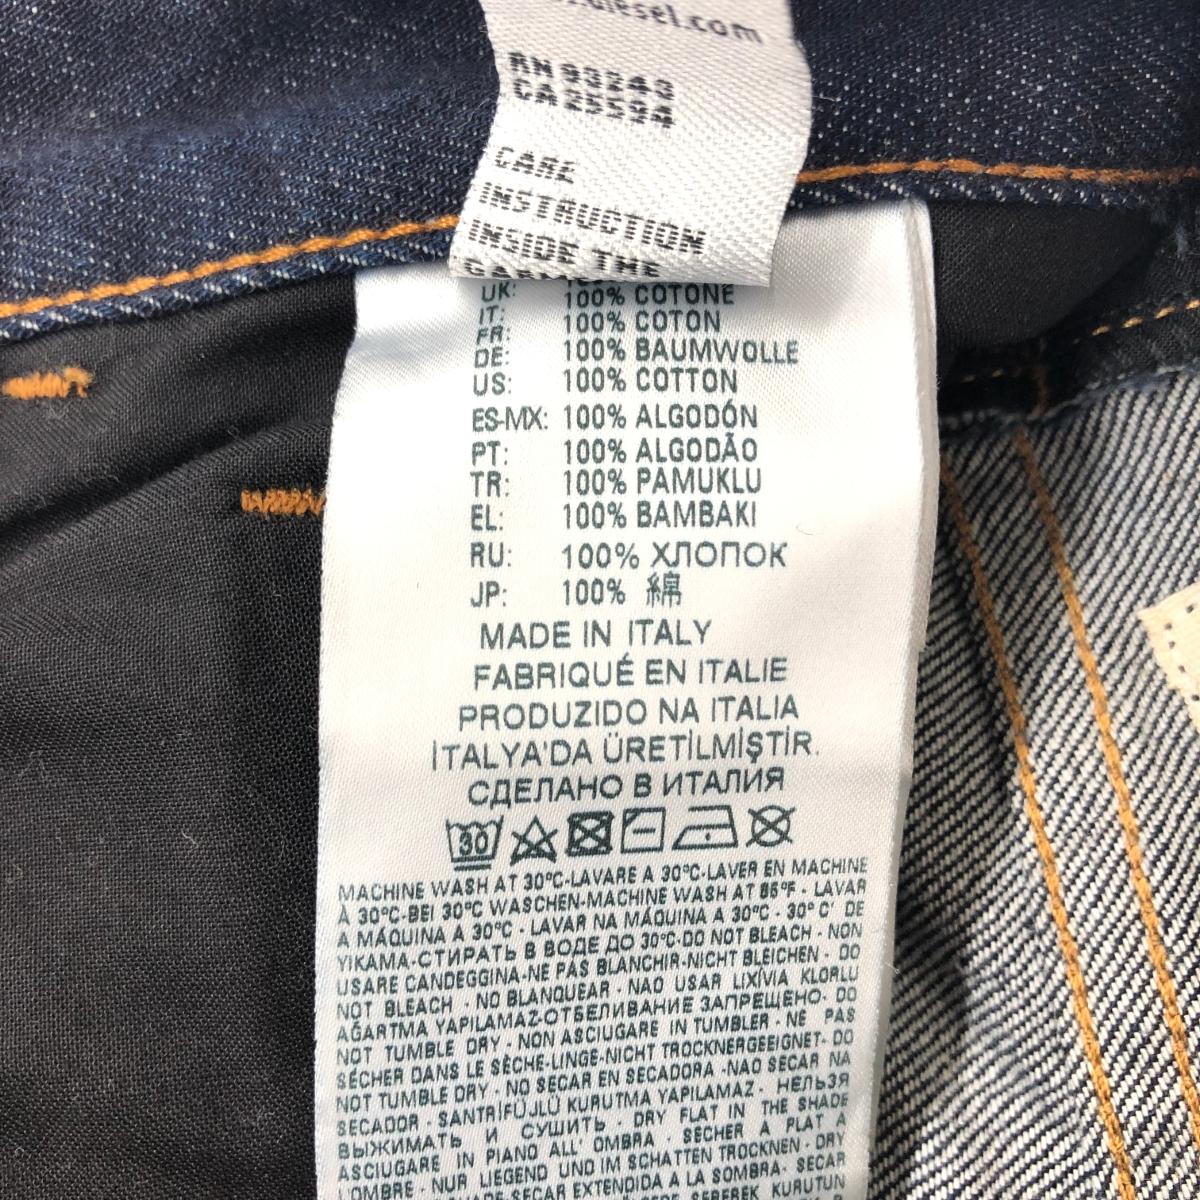 diesel.com
RN 93243
CA 25594
CARE
INSTRUCTION
INSIDE THE
UK:
IT: 100% COTONE
FR: 100% COTON
DE: 100% BAUMWOLLE
US: 100% COTTON
ES-MX: 100% ALGODÓN
PT: 100% ALGODÃO
TR: 100% PAMUKLU
EL: 100% BAMBAKI
RU: 100% ХЛОПОК
JP: 100% 綿
MADE IN ITALY
FABRIQUÉ EN ITALIE
PRODUZIDO NA ITALIA
İTALYA'DA ÜRETİLMİŞTİR.
СДЕЛАНО В ИТАЛИЯ
30
MACHINE WASH AT 30°C-LAVARE A 30°C-LAVER EN MACHINE
À 30°C-BEI 30°C WASCHEN-MACHINE WASH AT 86°F - LAVAR
A MÁQUINA A 30°C - LAVAR NA MÁQUINA A 30°C - 30°C' DE
YIKAMA-СТИРАТЬ В ВОДЕ ДО 30°C-DO NOT BLEACH - NON
USARE CANDEGGINA-NE PAS BLANCHIR-NICHT BLEICHEN - DO
NOT BLEACH - NO BLANQUEAR - NAO USAR LIXÍVIA KLORLU
AĞARTMA YAPILAMAZ-ОТБЕЛИВАНИЕ ЗАПРЕЩЕНО- DO
NOT TUMBLE DRY - NON ASCIUGARE IN TUMBLER - NE PAS
SÉCHER DANS LE SÈCHE-LINGE-NICHT TROCKNERGEEIGNET- DO
NOT TUMBLE DRY - NO SECAR EN SECADORA -NAO SECAR NA
SECADOR - SANTRİFÜJLÜ KURUTMA YAPILAMAZ - НЕЛЬЗЯ
ВЫЖИМАТЬ И СУШИТЬ - DRY FLAT IN THE SHADE
ASCIUGARE IN PIANO ALL' OMBRA - SÉCHER À PLAT A
L'OMBRE - NUR LIEGEND UND IM SCHATTEN TROCKNEN - DRY
SECAR EXTENDIDA A LA SOMBRA- SECAR
KURUTUN